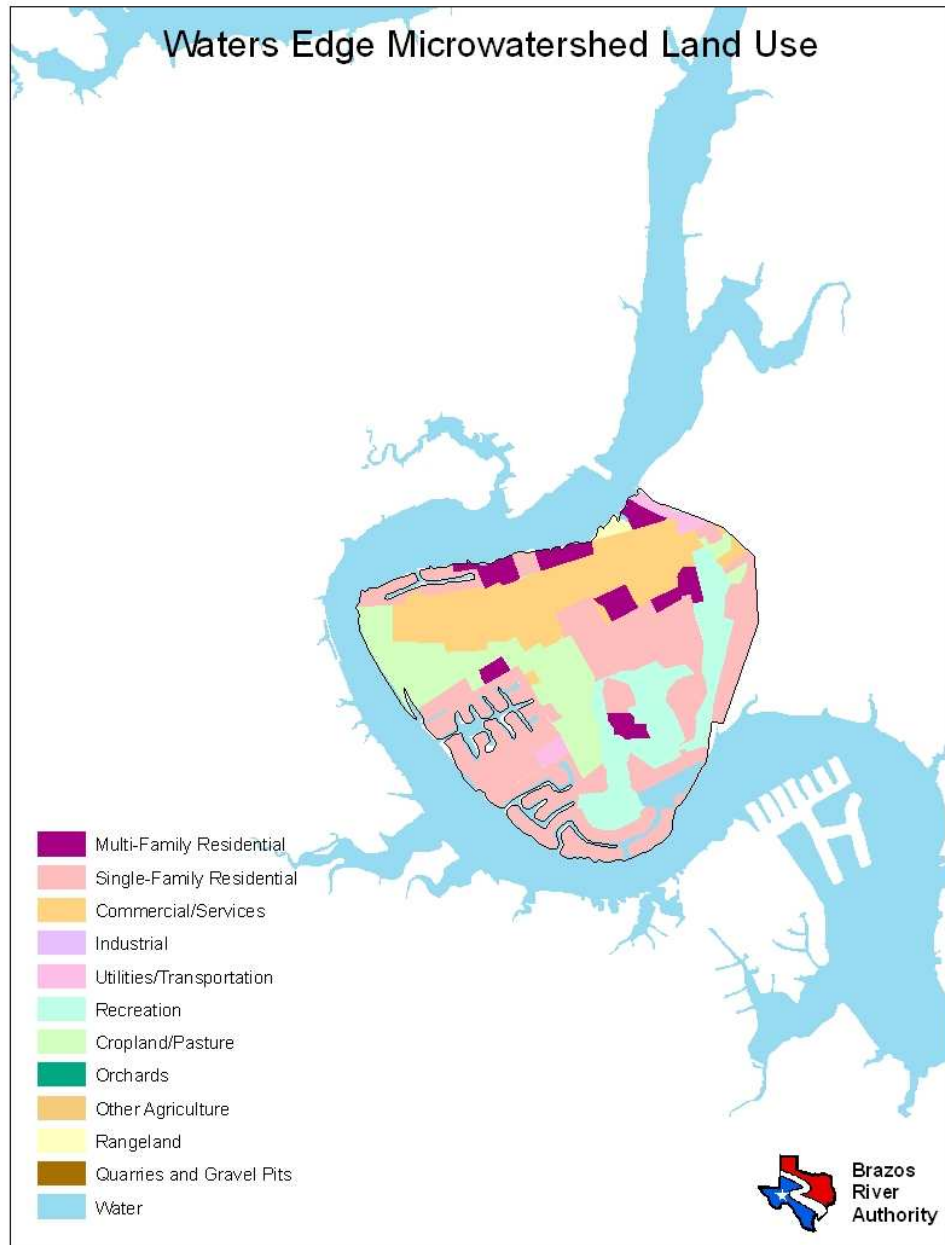 Waters Edge Microwatershed Land Use
Multi-Family Residential
Single-Family Residential
Commercial/Services
Industrial
Utilities/Transportation
Recreation
Cropland/Pasture
Orchards
Other Agriculture
Rangeland
Quarries and Gravel Pits
Water
Brazos
River
Authority